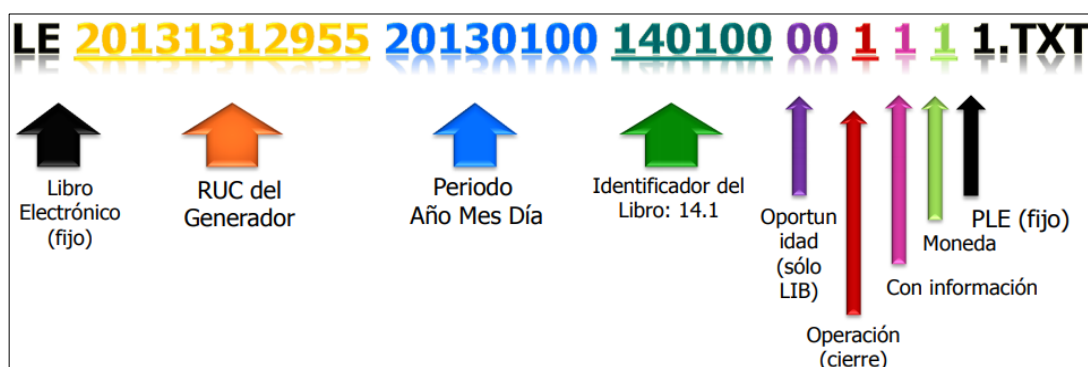 LE 20131312955 20130100 140100 00 1 1 1 1.TXT
Libro
Electrónico
(fijo)
RUC del
Generador
Periodo
Año Mes Día
Identificador del
Libro: 14.1
Oportun
idad
(sólo
LIB)
Operación
(cierre)
Con información
Moneda
PLE (fijo)